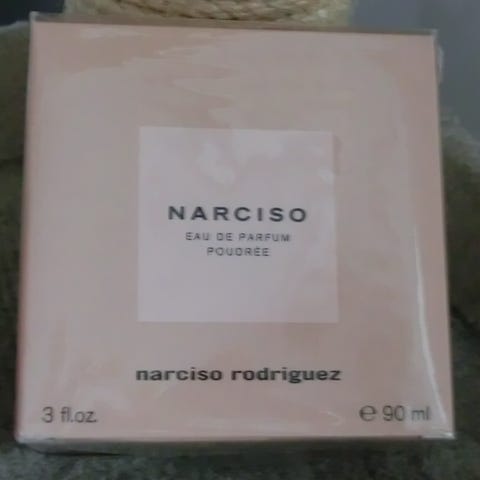 NARCISO
EAU DE PARFUM
POUDRÉE
narciso rodriguez
3 fl.oz.
℮ 90 ml